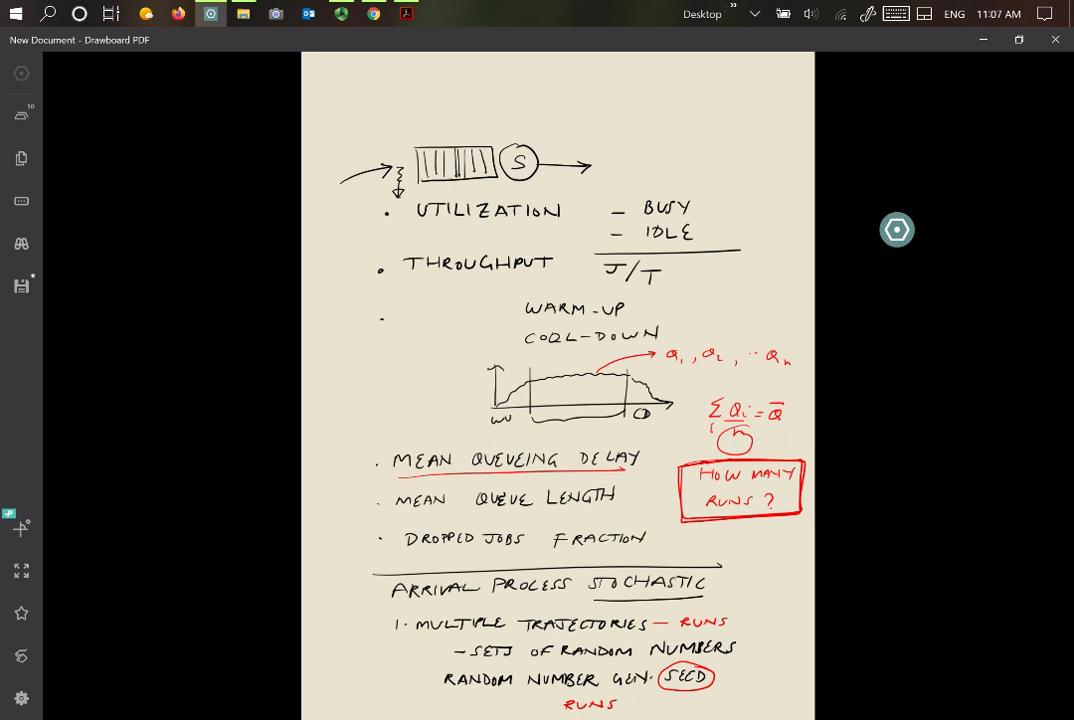 Desktop
ENG
11:07 AM
New Document - Drawboard PDF
10
S
• UTILIZATION
- BUSY
- IDLE
• THROUGHPUT
J/T
WARM-UP
COOL-DOWN
Q1, Q2, ·· Qn
WU
CD
Σ Qi = Q̄
i n
• MEAN QUEUEING DELAY
HOW MANY
RUNS ?
• MEAN QUEUE LENGTH
• DROPPED JOBS FRACTION
ARRIVAL PROCESS STOCHASTIC
1. MULTIPLE TRAJECTORIES - RUNS
- SETS OF RANDOM NUMBERS
RANDOM NUMBER GEN. SEED
RUNS